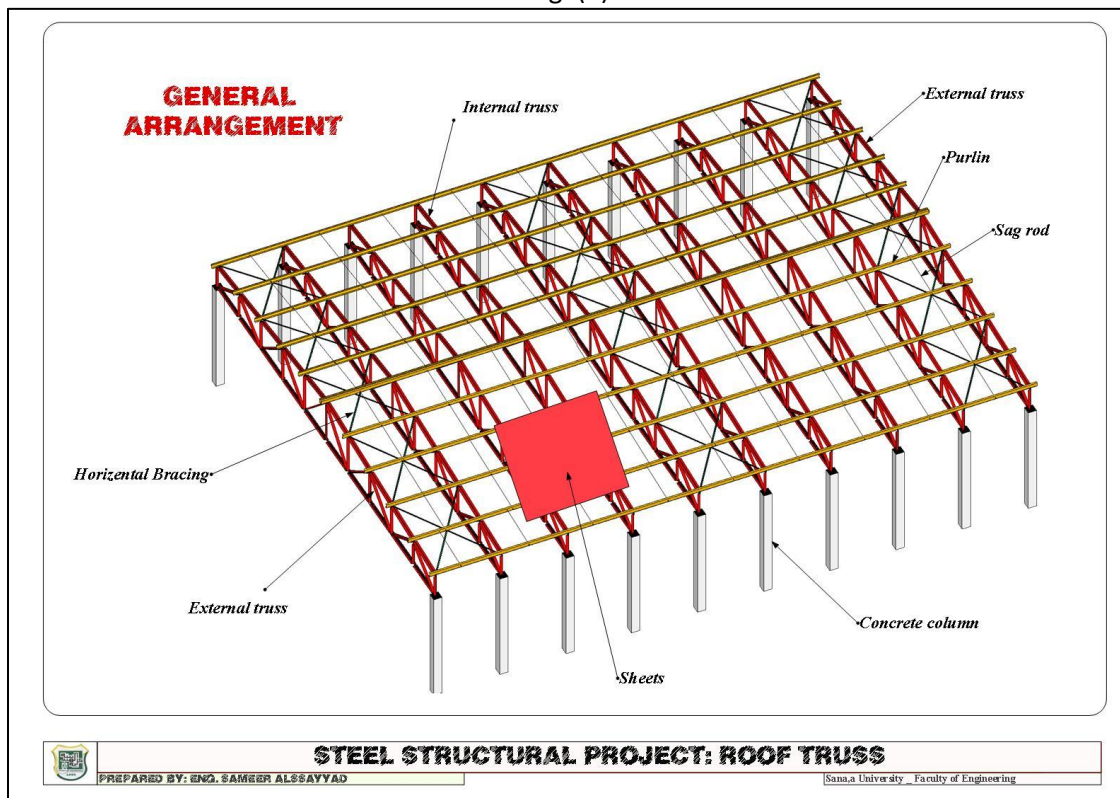 GENERAL
ARRANGEMENT
Internal truss
External truss
Purlin
Sag rod
Horizental Bracing
External truss
Concrete column
Sheets
STEEL STRUCTURAL PROJECT: ROOF TRUSS
PREPARED BY: ENG. SAMEER ALSSAYYAD
Sana,a University _ Faculty of Engineering